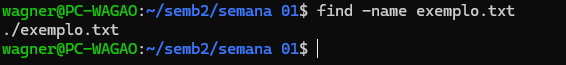 wagner@PC-WAGAO:~/semb2/semana 01$ find -name exemplo.txt
./exemplo.txt
wagner@PC-WAGAO:~/semb2/semana 01$